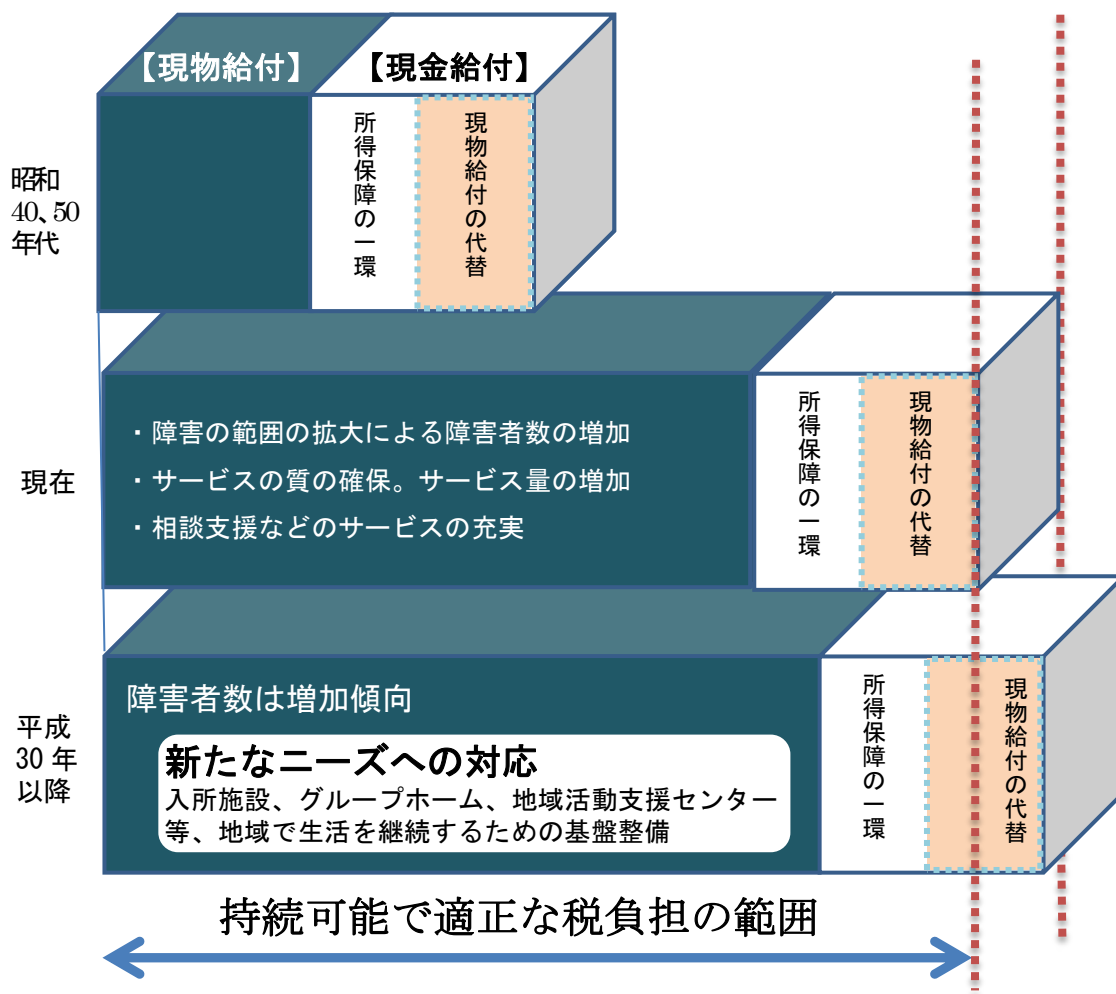 【現物給付】
【現金給付】
昭和
40、50
年代
所得保障の一環
現物給付の代替
現在
・障害の範囲の拡大による障害者数の増加
・サービスの質の確保。サービス量の増加
・相談支援などのサービスの充実
所得保障の一環
現物給付の代替
平成
30 年
以降
障害者数は増加傾向
新たなニーズへの対応
入所施設、グループホーム、地域活動支援センター
等、地域で生活を継続するための基盤整備
所得保障の一環
現物給付の代替
持続可能で適正な税負担の範囲